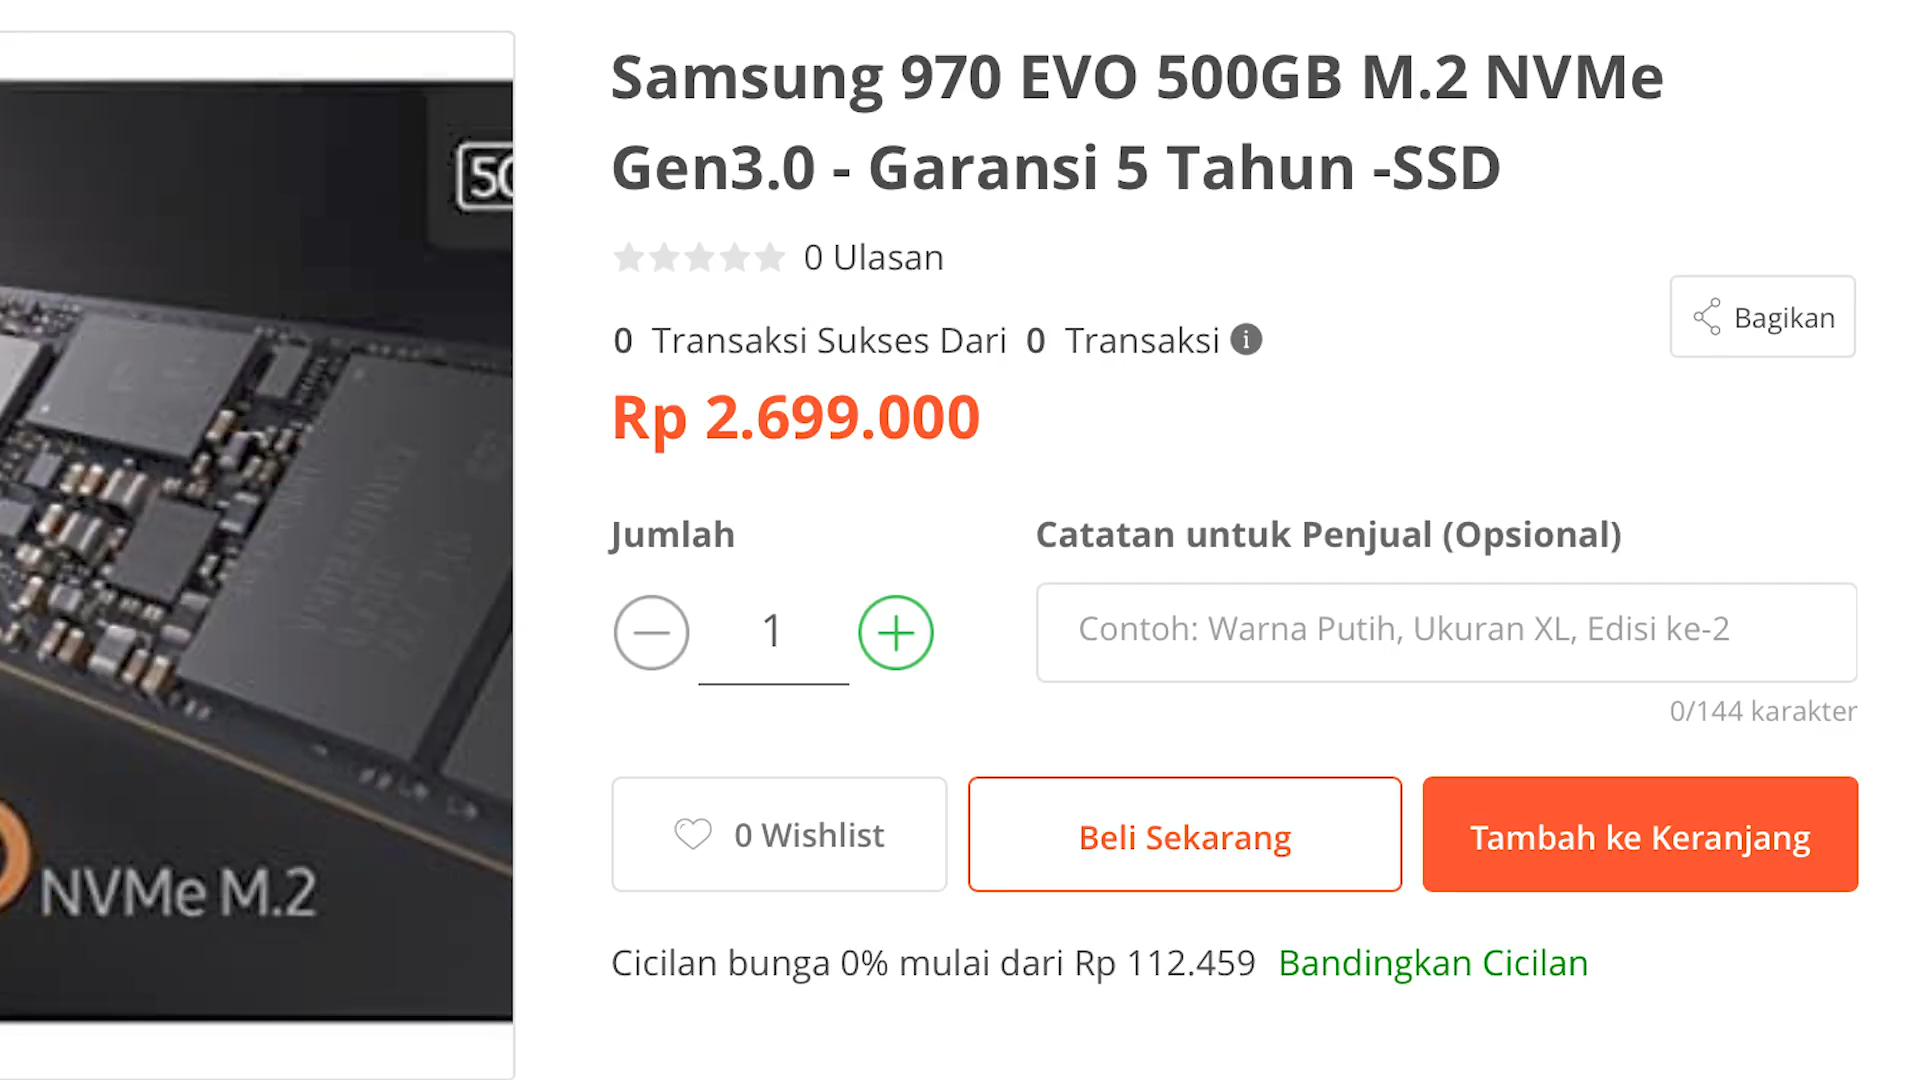 Samsung 970 EVO 500GB M.2 NVMe
Gen3.0 - Garansi 5 Tahun -SSD
0 Ulasan
0 Transaksi Sukses Dari 0 Transaksi
Bagikan
Rp 2.699.000
Jumlah
Catatan untuk Penjual (Opsional)
1
Contoh: Warna Putih, Ukuran XL, Edisi ke-2
0/144 karakter
0 Wishlist
Beli Sekarang
Tambah ke Keranjang
Cicilan bunga 0% mulai dari Rp 112.459 Bandingkan Cicilan
50
NVMe M.2